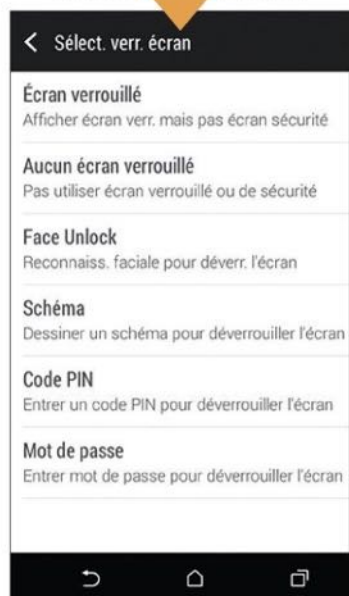 Sélect. verr. écran
Écran verrouillé
Afficher écran verr. mais pas écran sécurité
Aucun écran verrouillé
Pas utiliser écran verrouillé ou de sécurité
Face Unlock
Reconnaiss. faciale pour déverr. l'écran
Schéma
Dessiner un schéma pour déverrouiller l'écran
Code PIN
Entrer un code PIN pour déverrouiller l'écran
Mot de passe
Entrer mot de passe pour déverrouiller l'écran